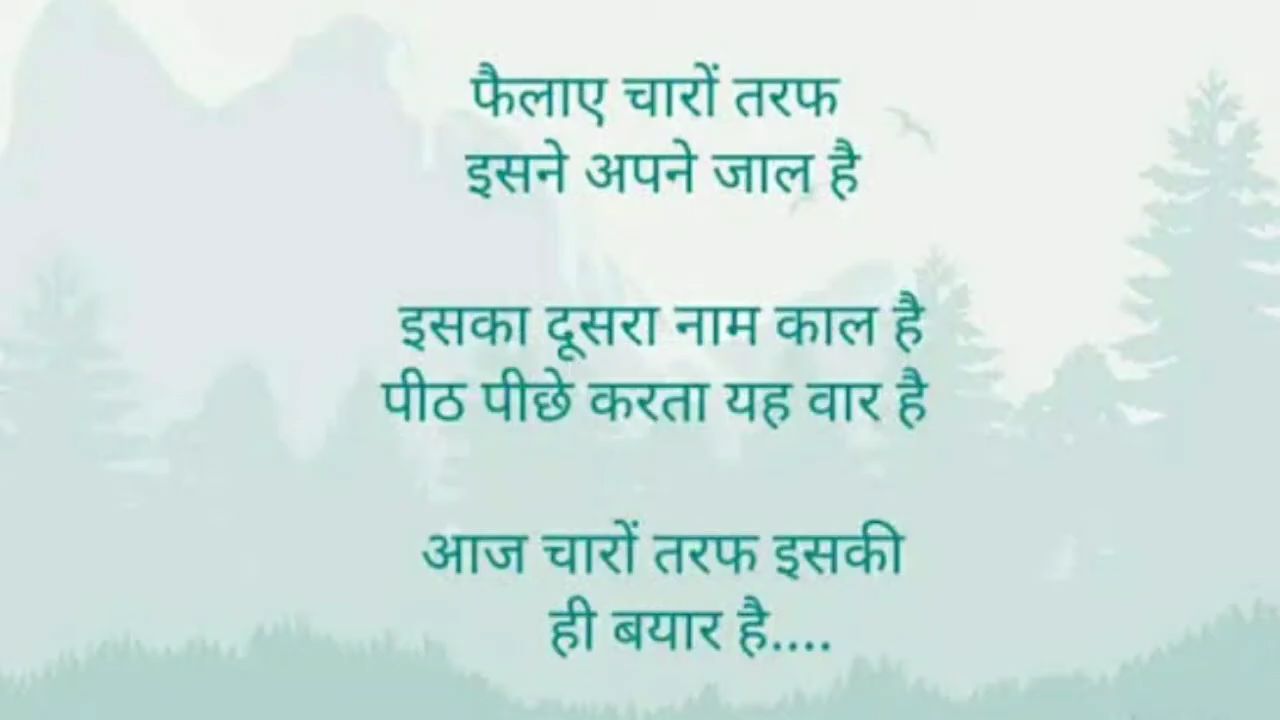 फैलाए चारों तरफ
इसने अपने जाल है
इसका दूसरा नाम काल है
पीठ पीछे करता यह वार है
आज चारों तरफ इसकी
ही बयार है....